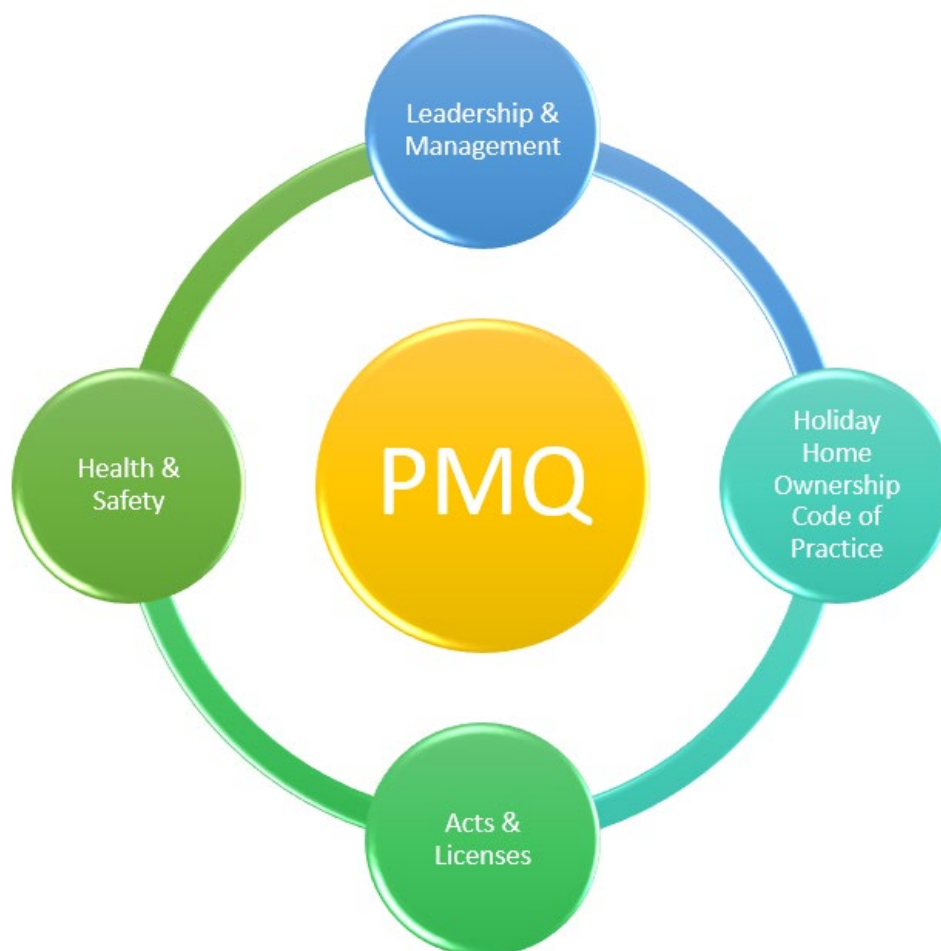 Leadership &
Management
Holiday
Home
Ownership
Code of
Practice
Health &
Safety
PMQ
Acts &
Licenses